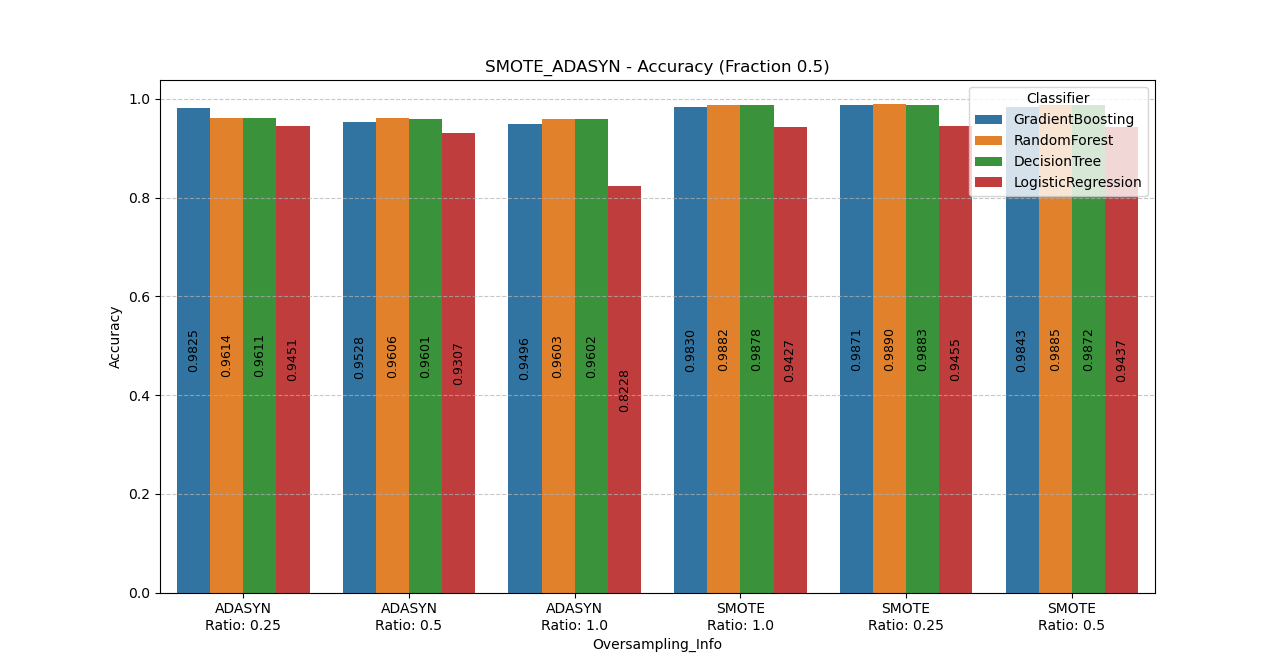 SMOTE_ADASYN - Accuracy (Fraction 0.5)
Classifier
GradientBoosting
RandomForest
DecisionTree
LogisticRegression
Accuracy
1.0
0.8
0.6
0.4
0.2
0.0
0.9825
0.9614
0.9611
0.9451
0.9528
0.9606
0.9601
0.9307
0.9496
0.9603
0.9602
0.8228
0.9830
0.9882
0.9878
0.9427
0.9871
0.9890
0.9883
0.9455
0.9843
0.9885
0.9872
0.9437
ADASYN
Ratio: 0.25
ADASYN
Ratio: 0.5
ADASYN
Ratio: 1.0
SMOTE
Ratio: 1.0
SMOTE
Ratio: 0.25
SMOTE
Ratio: 0.5
Oversampling_Info